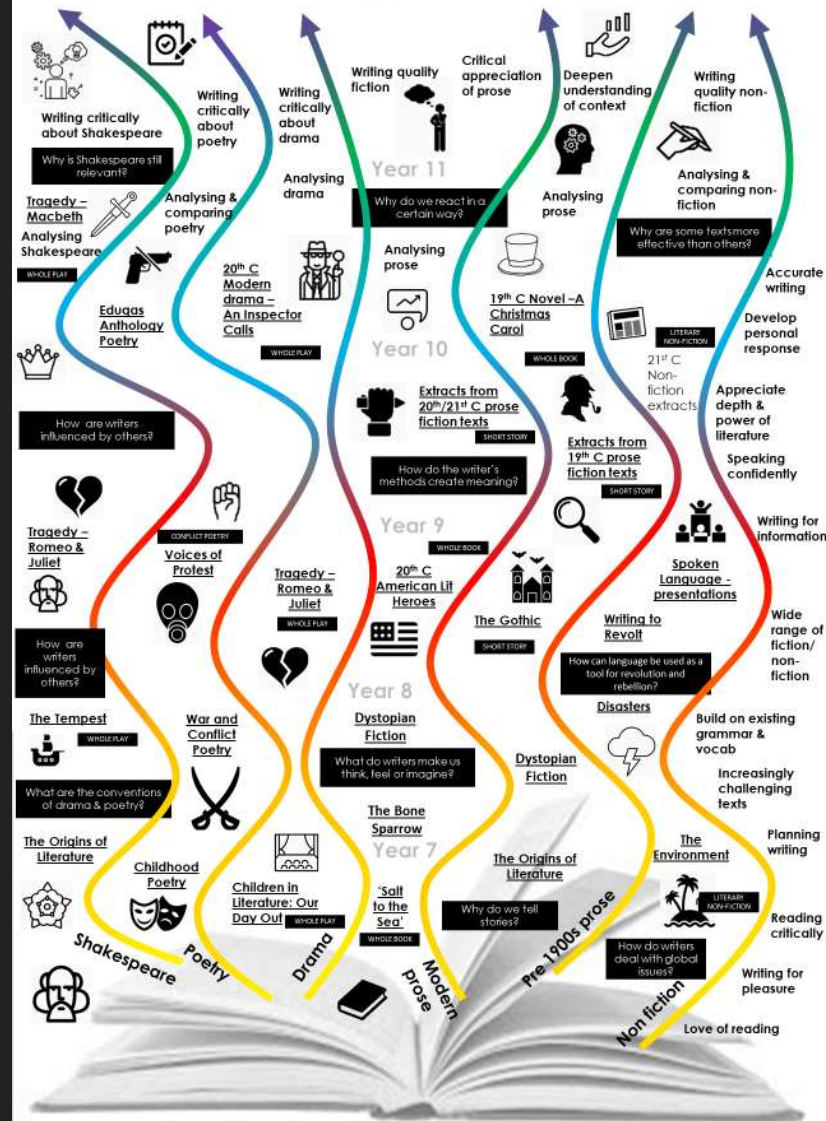 Writing critically
about Shakespeare
Why is Shakespeare still
relevant?
Tragedy –
Macbeth
Analysing
Shakespeare
WHOLE PLAY
How are writers
influenced by others?
Tragedy –
Romeo &
Juliet
How are
writers
influenced by
others?
The Tempest
WHOLE PLAY
What are the conventions
of drama & poetry?
The Origins of
Literature
Shakespeare
Writing
critically
about
poetry
Analysing &
comparing
poetry
Eduqas
Anthology
Poetry
CONFLICT POETRY
Voices of
Protest
War and
Conflict
Poetry
Childhood
Poetry
Poetry
Writing
critically
about
drama
Analysing
drama
20th C
Modern
drama –
An Inspector
Calls
WHOLE PLAY
Tragedy –
Romeo &
Juliet
WHOLE PLAY
Children in
Literature: Our
Day Out
WHOLE PLAY
Drama
Writing quality
fiction
Critical
appreciation
of prose
Year 11
Why do we react in a
certain way?
Analysing
prose
Year 10
Extracts from
20th/21st C prose
fiction texts
SHORT STORY
How do the writer's
methods create meaning?
Year 9
WHOLE BOOK
20th C
American Lit
Heroes
Year 8
Dystopian
Fiction
What do writers make us
think, feel or imagine?
The Bone
Sparrow
Year 7
'Salt
to the
Sea'
WHOLE BOOK
Modern
prose
Deepen
understanding
of context
Analysing
prose
19th C Novel –A
Christmas
Carol
WHOLE BOOK
Extracts from
19th C prose
fiction texts
SHORT STORY
The Gothic
SHORT STORY
Dystopian
Fiction
The Origins of
Literature
Why do we tell
stories?
Pre 1900s prose
Writing
quality non-
fiction
Analysing &
comparing non-
fiction
Why are some texts more
effective than others?
LITERARY
NON-FICTION
21st C
Non-
fiction
extracts
Spoken
Language -
presentations
Writing to
Revolt
How can language be used as a
tool for revolution and
rebellion?
Disasters
The
Environment
LITERARY
NON-FICTION
How do writers
deal with global
issues?
Non fiction
Accurate
writing
Develop
personal
response
Appreciate
depth &
power of
literature
Speaking
confidently
Writing for
information
Wide
range of
fiction/
non-
fiction
Build on existing
grammar &
vocab
Increasingly
challenging
texts
Planning
writing
Reading
critically
Writing for
pleasure
Love of reading